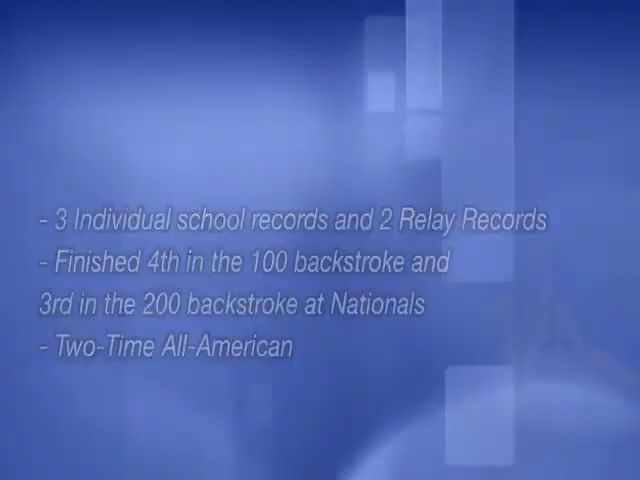 - 3 Individual school records and 2 Relay Records
- Finished 4th in the 100 backstroke and
3rd in the 200 backstroke at Nationals
- Two-Time All-American